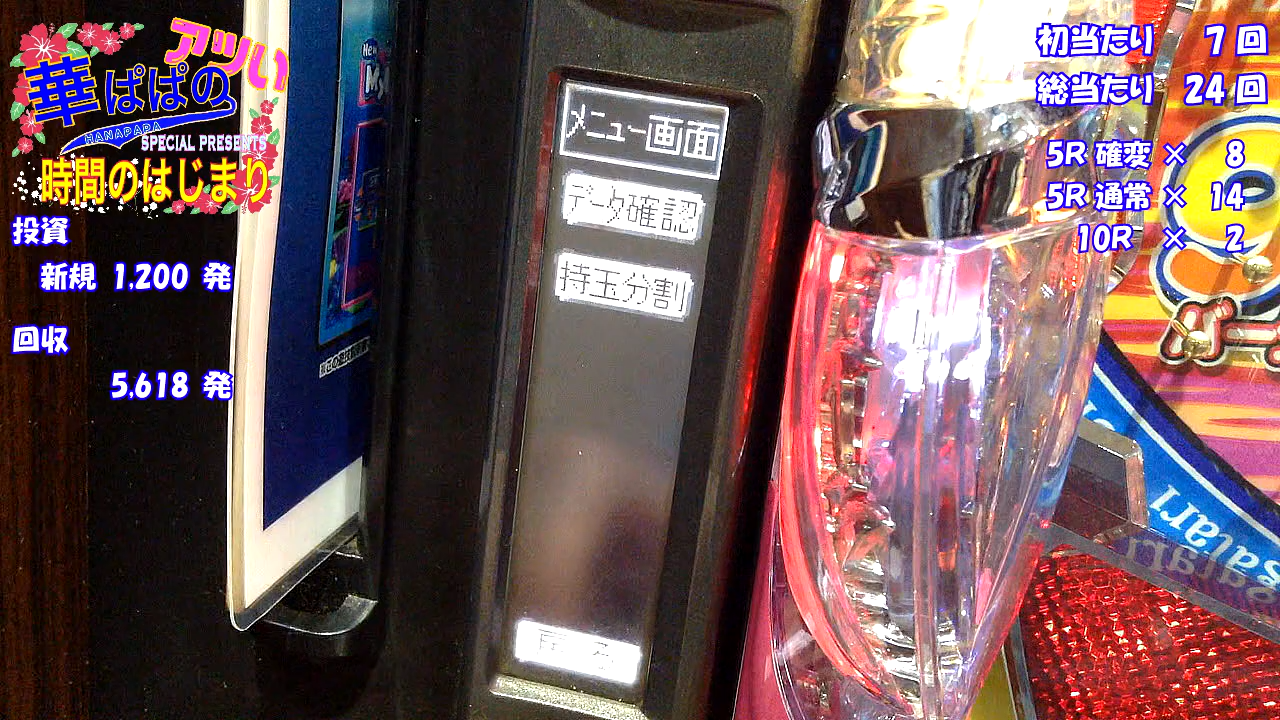 華ぱぱのアツい
HANAPAPA
SPECIAL PRESENTS
時間のはじまり
投資
新規 1,200 発
回収
5,618 発
New
メニュー画面
データ確認
持玉分割
戻る
初当たり 7 回
総当たり 24 回
5R 確変 × 8
5R 通常 × 14
10R × 2